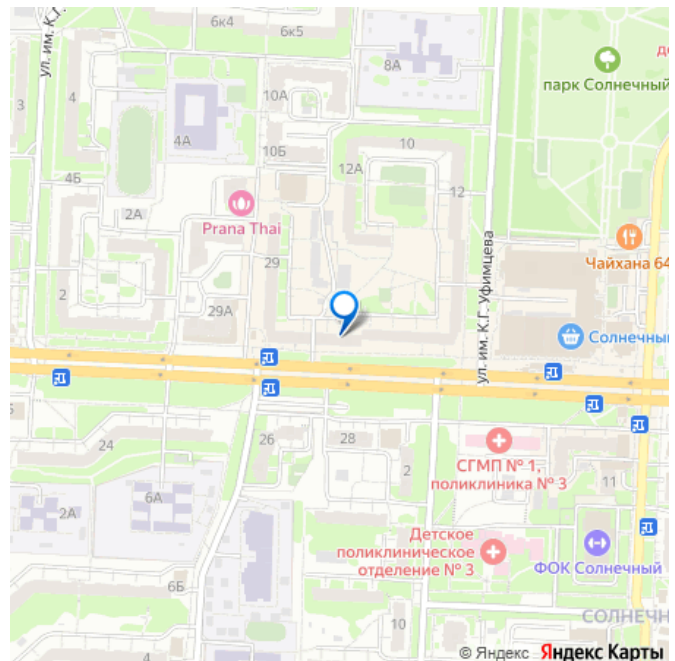 6к4
6к5
ул. им. К.Г.
3
4
4А
4Б
2А
2
8А
10А
10Б
10
12А
12
парк Солнечный
Prana Thai
29
29А
ул. им. К.Г. Уфимцева
Чайхана 64
Солнечный
24
26
28
2
6А
2А
6Б
СГМП № 1,
поликлиника № 3
11
Детское
поликлиническое
отделение № 3
ФОК Солнечный
10
СОЛНЕЧН
© Яндекс Яндекс Карты